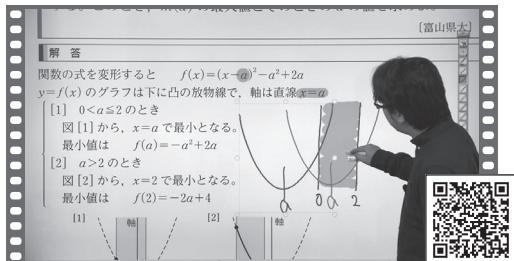 〔富山県大〕
解 答
関数の式を変形すると f(x)=(x-a)²-a²+2a
y=f(x) のグラフは下に凸の放物線で,軸は直線 x=a
[1] 0<a≦2 のとき
図 [1] から,x=a で最小となる。
最小値は f(a)=-a²+2a
[2] a>2 のとき
図 [2] から,x=2 で最小となる。
最小値は f(2)=-2a+4
a 0 a 2
[1] [2]